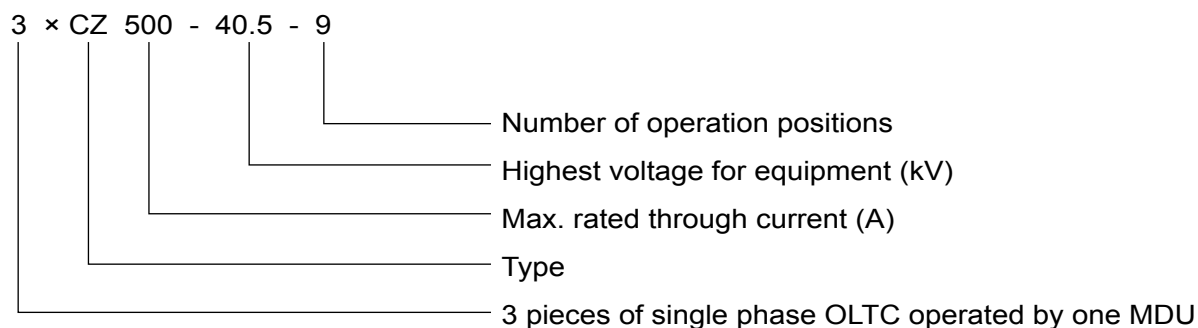 3 × CZ 500 - 40.5 - 9
Number of operation positions
Highest voltage for equipment (kV)
Max. rated through current (A)
Type
3 pieces of single phase OLTC operated by one MDU